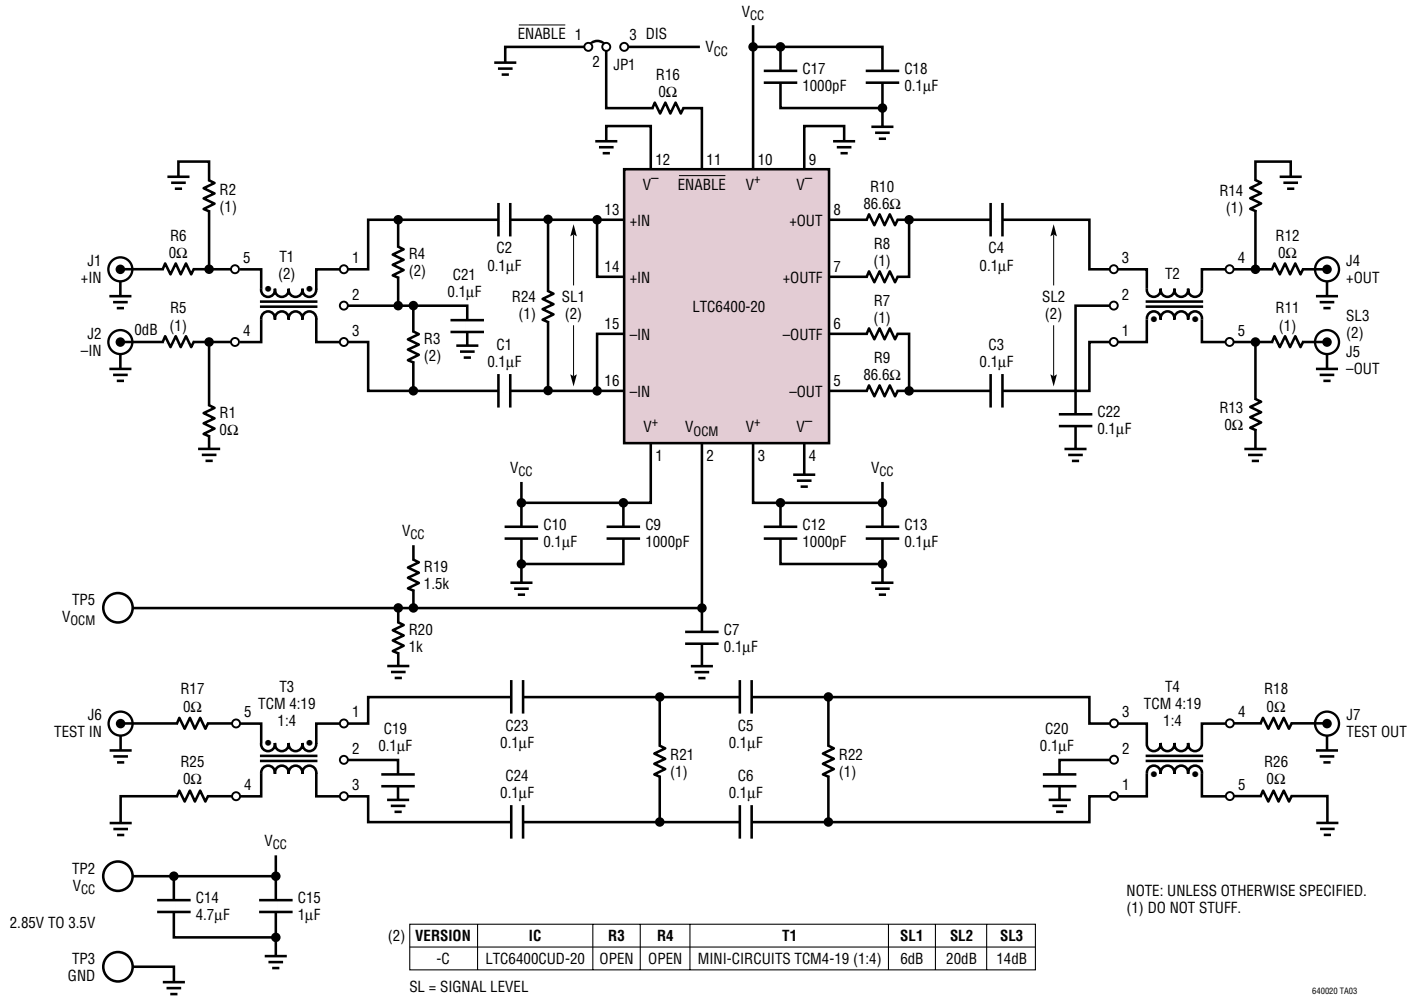 V_CC
ENABLE 1 3 DIS V_CC
2 JP1
R16
0Ω
C17
1000pF
C18
0.1µF
12 11 10 9
V⁻ ENABLE V⁺ V⁻
R2
(1)
R6
0Ω
J1
+IN
5
T1
(2)
1
R4
(2)
C2
0.1µF
C21
0.1µF
2
R24
(1)
SL1
(2)
13
+IN
14
+IN
15
–IN
16
–IN
LTC6400-20
+OUT
8
+OUTF
7
–OUTF
6
–OUT
5
R10
86.6Ω
R8
(1)
R7
(1)
R9
86.6Ω
C4
0.1µF
C3
0.1µF
SL2
(2)
R14
(1)
R12
0Ω
J4
+OUT
3
T2
4
2
1
5
R11
(1)
SL3
(2)
J5
–OUT
J2
–IN
0dB
R5
(1)
4
3
R3
(2)
C1
0.1µF
R1
0Ω
C22
0.1µF
R13
0Ω
V⁺ V_OCM V⁺ V⁻
1 2 3 4
V_CC
C10
0.1µF
C9
1000pF
V_CC
C12
1000pF
C13
0.1µF
V_CC
R19
1.5k
TP5
V_OCM
R20
1k
C7
0.1µF
J6
TEST IN
R17
0Ω
5
T3
TCM 4:19
1:4
1
2
3
4
R25
0Ω
C19
0.1µF
C23
0.1µF
C24
0.1µF
R21
(1)
C5
0.1µF
C6
0.1µF
R22
(1)
C20
0.1µF
3
2
1
T4
TCM 4:19
1:4
4
5
R18
0Ω
J7
TEST OUT
R26
0Ω
TP2
V_CC
V_CC
C14
4.7µF
C15
1µF
2.85V TO 3.5V
TP3
GND
NOTE: UNLESS OTHERWISE SPECIFIED.
(1) DO NOT STUFF.
(2) VERSION IC R3 R4 T1 SL1 SL2 SL3
-C LTC6400CUD-20 OPEN OPEN MINI-CIRCUITS TCM4-19 (1:4) 6dB 20dB 14dB
SL = SIGNAL LEVEL
640020 TA03